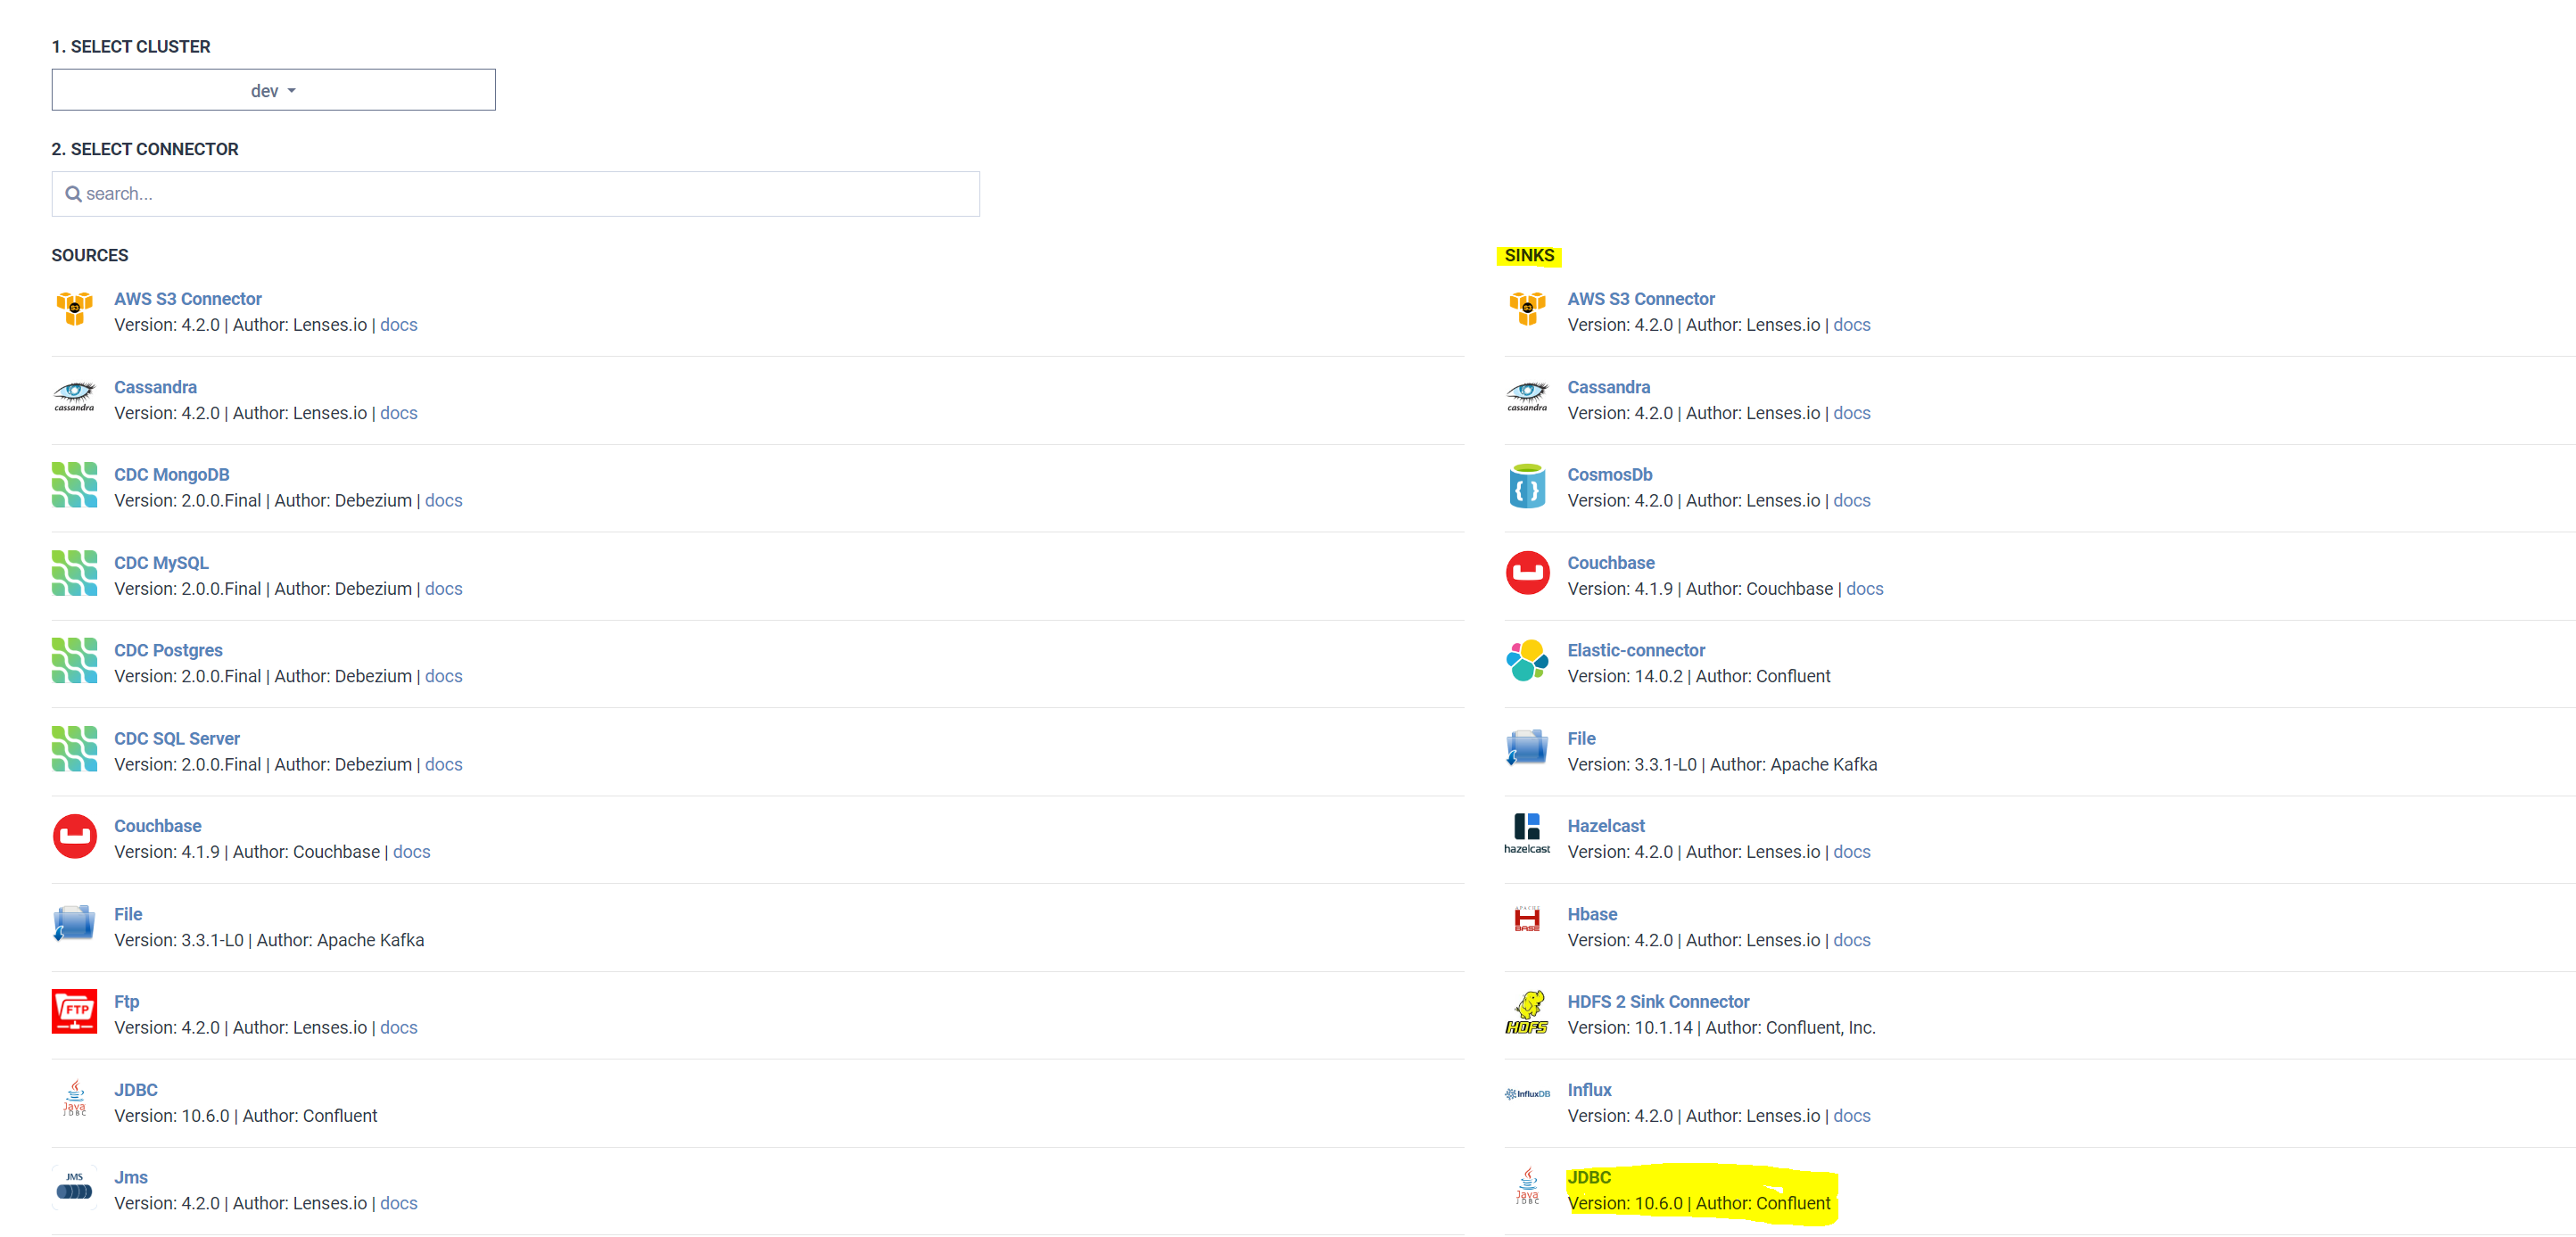 1. SELECT CLUSTER
dev
2. SELECT CONNECTOR
search...
SOURCES
AWS S3 Connector
Version: 4.2.0 | Author: Lenses.io | docs
cassandra
Cassandra
Version: 4.2.0 | Author: Lenses.io | docs
CDC MongoDB
Version: 2.0.0.Final | Author: Debezium | docs
CDC MySQL
Version: 2.0.0.Final | Author: Debezium | docs
CDC Postgres
Version: 2.0.0.Final | Author: Debezium | docs
CDC SQL Server
Version: 2.0.0.Final | Author: Debezium | docs
Couchbase
Version: 4.1.9 | Author: Couchbase | docs
File
Version: 3.3.1-L0 | Author: Apache Kafka
FTP
Ftp
Version: 4.2.0 | Author: Lenses.io | docs
Java
JDBC
JDBC
Version: 10.6.0 | Author: Confluent
JMS
Jms
Version: 4.2.0 | Author: Lenses.io | docs
SINKS
S3
AWS S3 Connector
Version: 4.2.0 | Author: Lenses.io | docs
cassandra
Cassandra
Version: 4.2.0 | Author: Lenses.io | docs
CosmosDb
Version: 4.2.0 | Author: Lenses.io | docs
Couchbase
Version: 4.1.9 | Author: Couchbase | docs
Elastic-connector
Version: 14.0.2 | Author: Confluent
File
Version: 3.3.1-L0 | Author: Apache Kafka
hazelcast
Hazelcast
Version: 4.2.0 | Author: Lenses.io | docs
APACHE
HBASE
Hbase
Version: 4.2.0 | Author: Lenses.io | docs
HDFS
HDFS 2 Sink Connector
Version: 10.1.14 | Author: Confluent, Inc.
InfluxDB
Influx
Version: 4.2.0 | Author: Lenses.io | docs
Java
JDBC
JDBC
Version: 10.6.0 | Author: Confluent